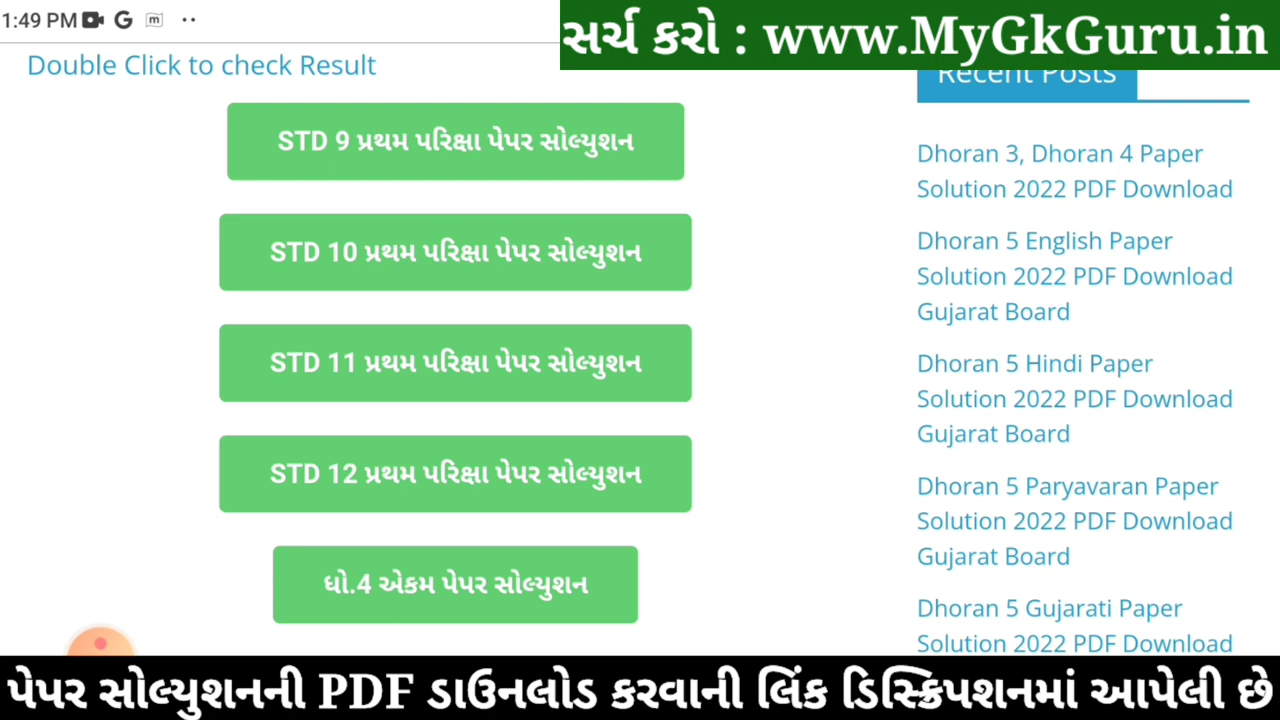 1:49 PM
સર્ચ કરો : www.MyGkGuru.in
Double Click to check Result
STD 9 પ્રથમ પરિક્ષા પેપર સોલ્યુશન
STD 10 પ્રથમ પરિક્ષા પેપર સોલ્યુશન
STD 11 પ્રથમ પરિક્ષા પેપર સોલ્યુશન
STD 12 પ્રથમ પરિક્ષા પેપર સોલ્યુશન
ધો.4 એકમ પેપર સોલ્યુશન
Recent Posts
Dhoran 3, Dhoran 4 Paper
Solution 2022 PDF Download
Dhoran 5 English Paper
Solution 2022 PDF Download
Gujarat Board
Dhoran 5 Hindi Paper
Solution 2022 PDF Download
Gujarat Board
Dhoran 5 Paryavaran Paper
Solution 2022 PDF Download
Gujarat Board
Dhoran 5 Gujarati Paper
Solution 2022 PDF Download
પેપર સોલ્યુશનની PDF ડાઉનલોડ કરવાની લિંક ડિસ્ક્રિપશનમાં આપેલી છે